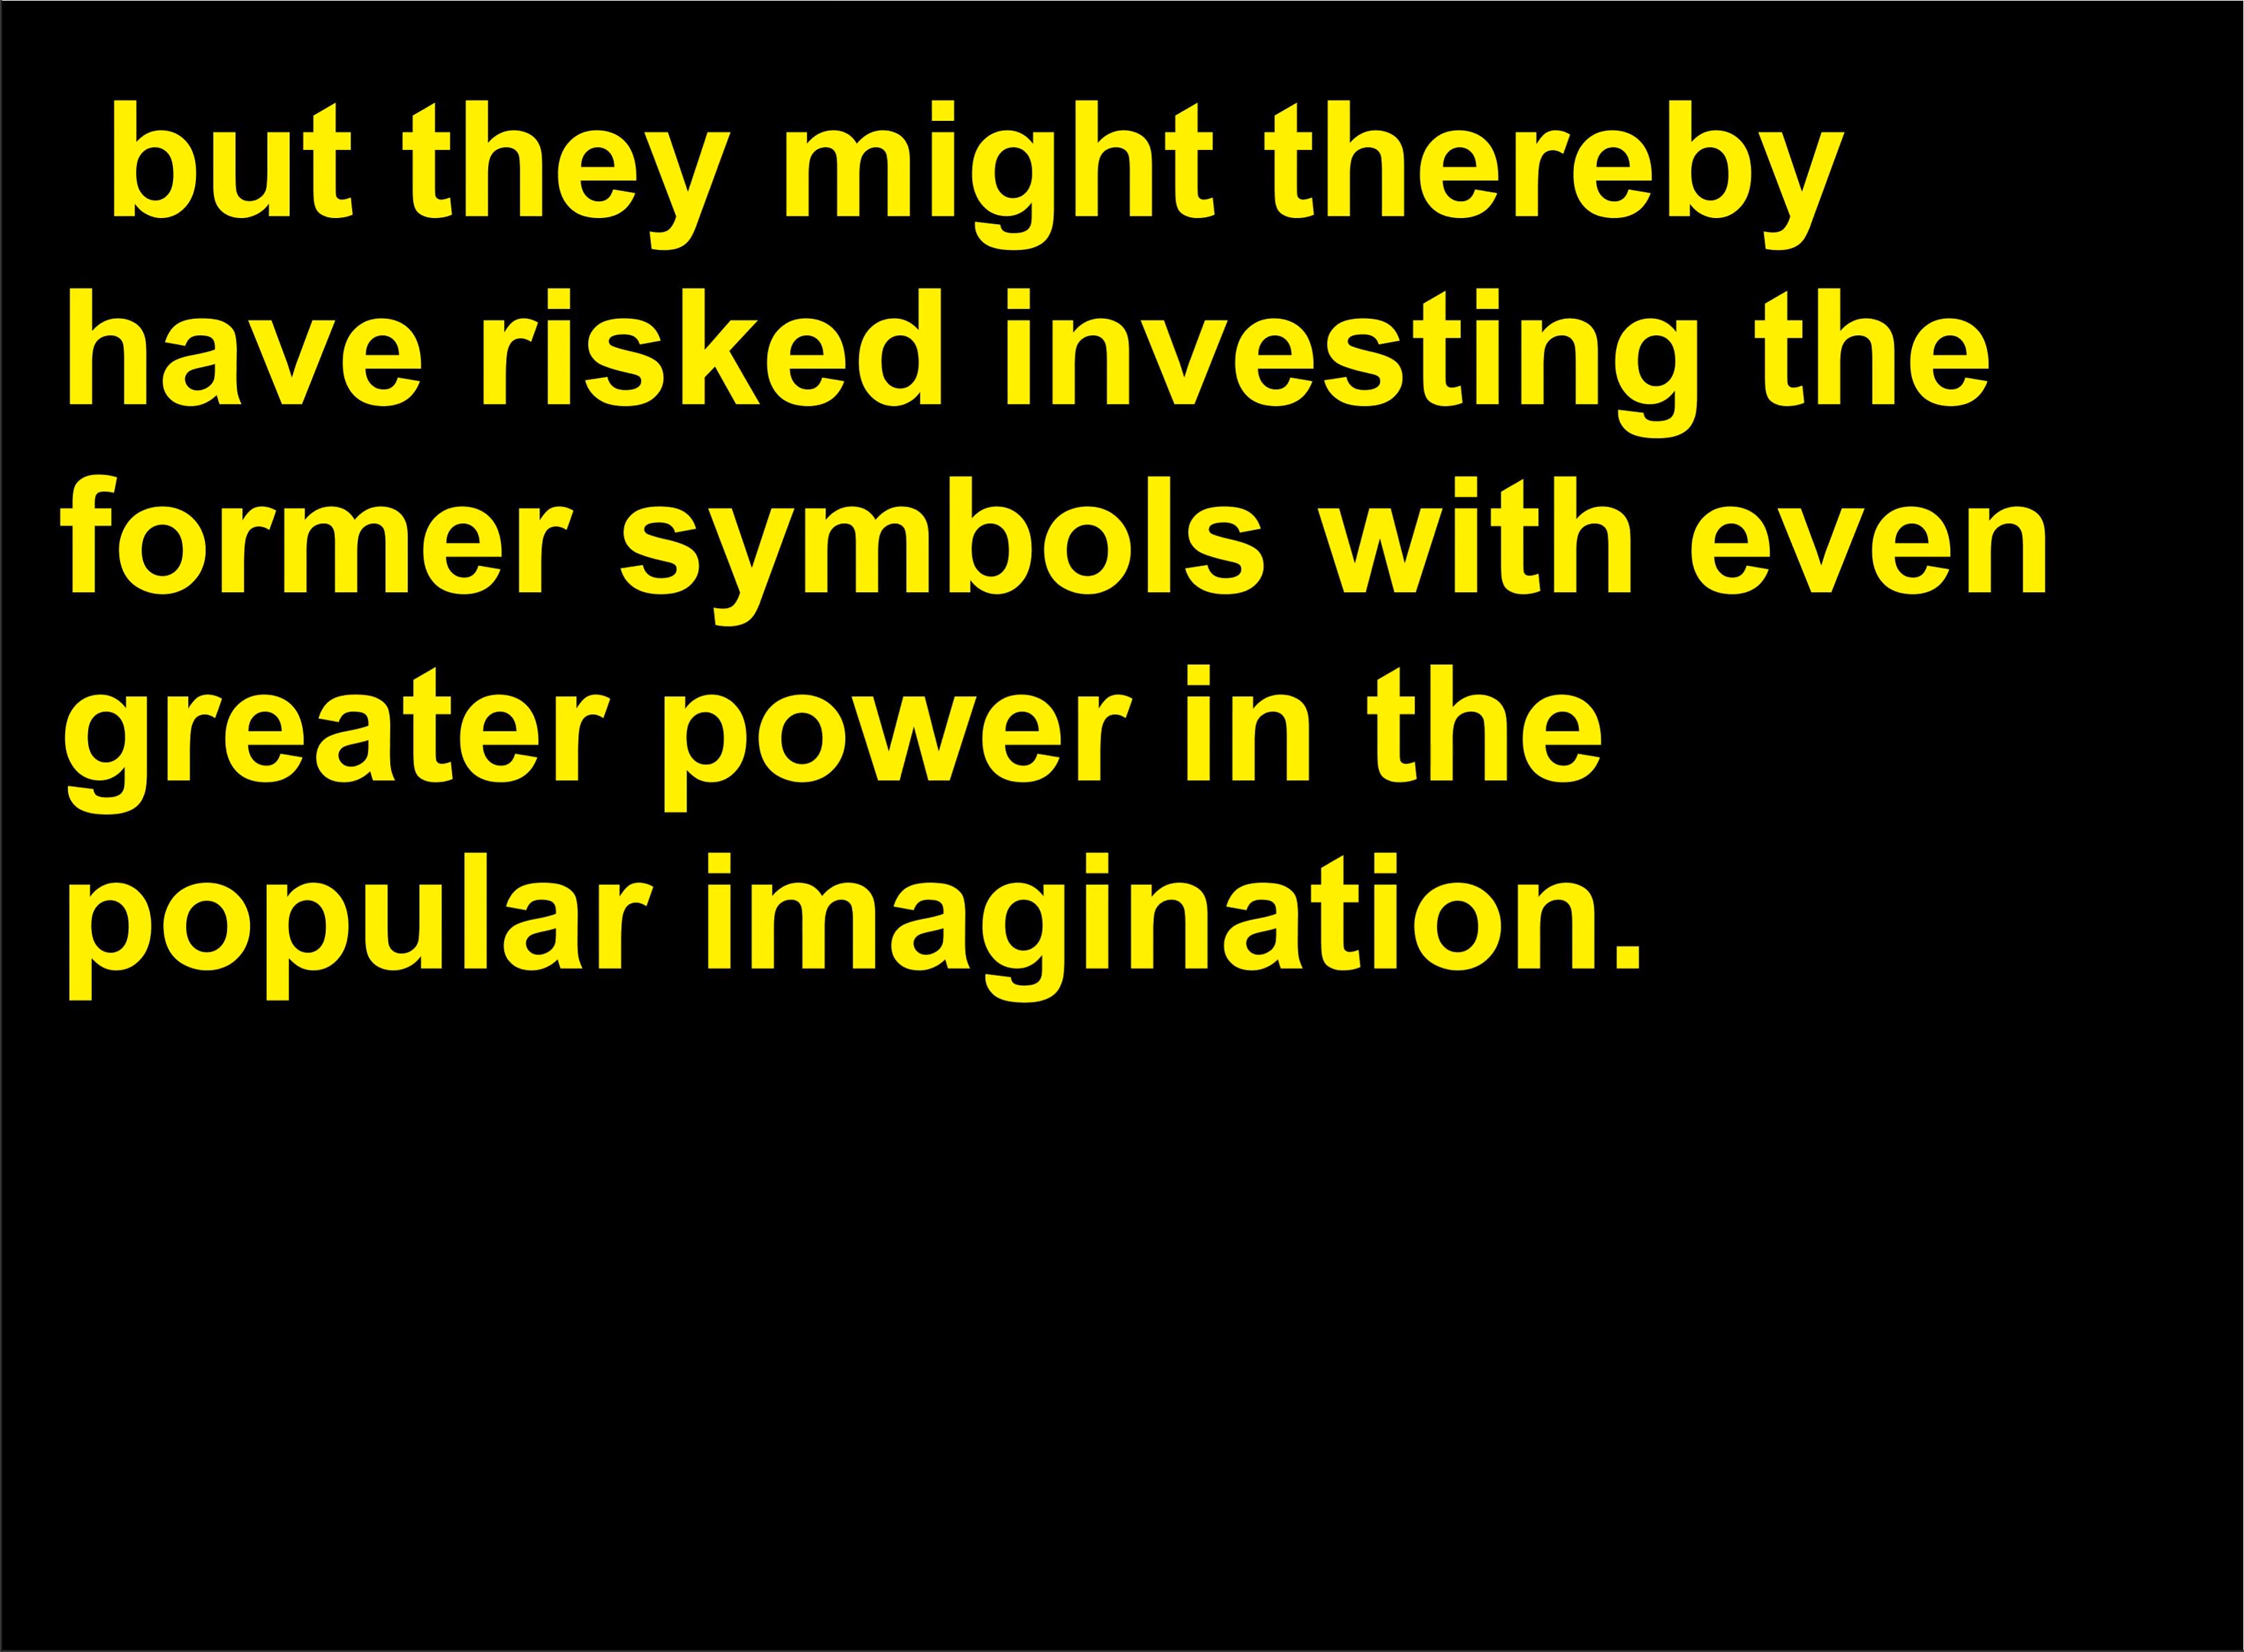 but they might thereby
have risked investing the
former symbols with even
greater power in the
popular imagination.